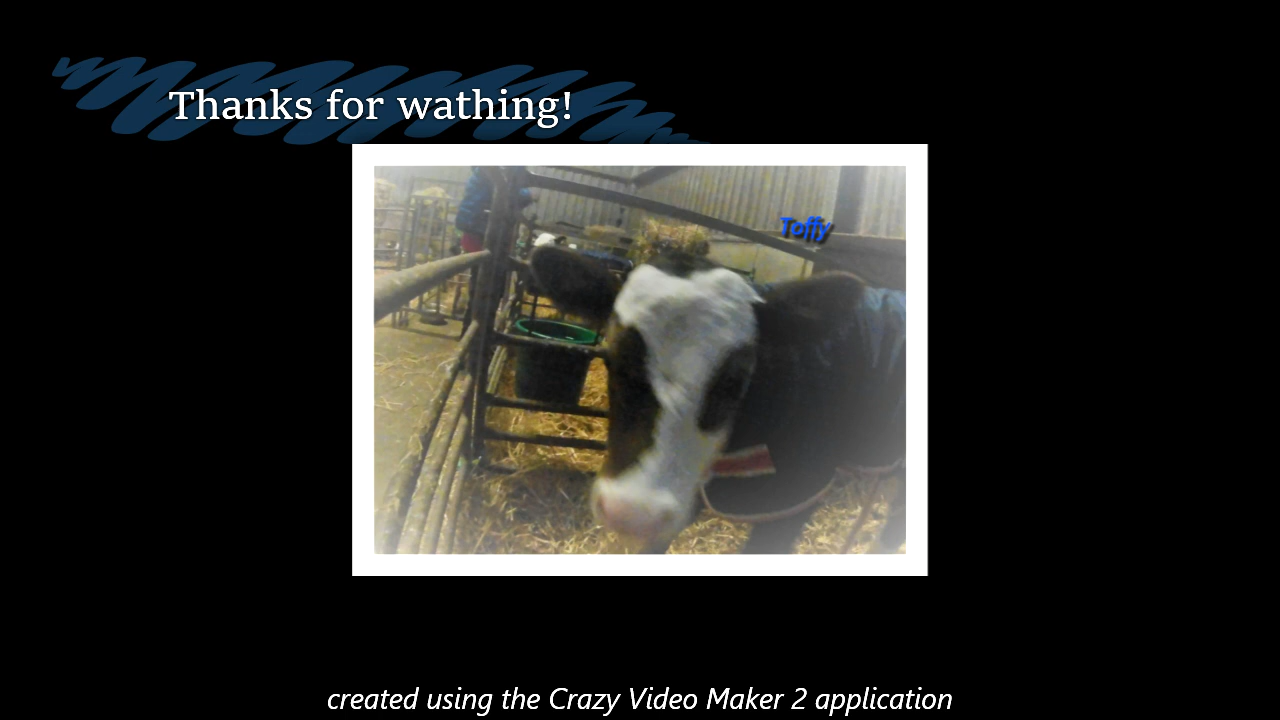 Thanks for wathing!
Toffy
created using the Crazy Video Maker 2 application